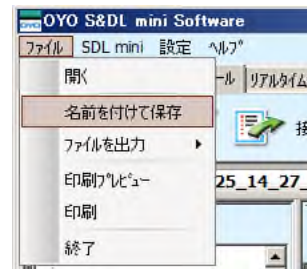 OYO S&DL mini Software
ファイル SDL mini 設定 ヘルプ
ール リアルタイム
開く
名前を付けて保存
接
ファイルを出力
印刷プレビュー
25_14_27_
印刷
終了